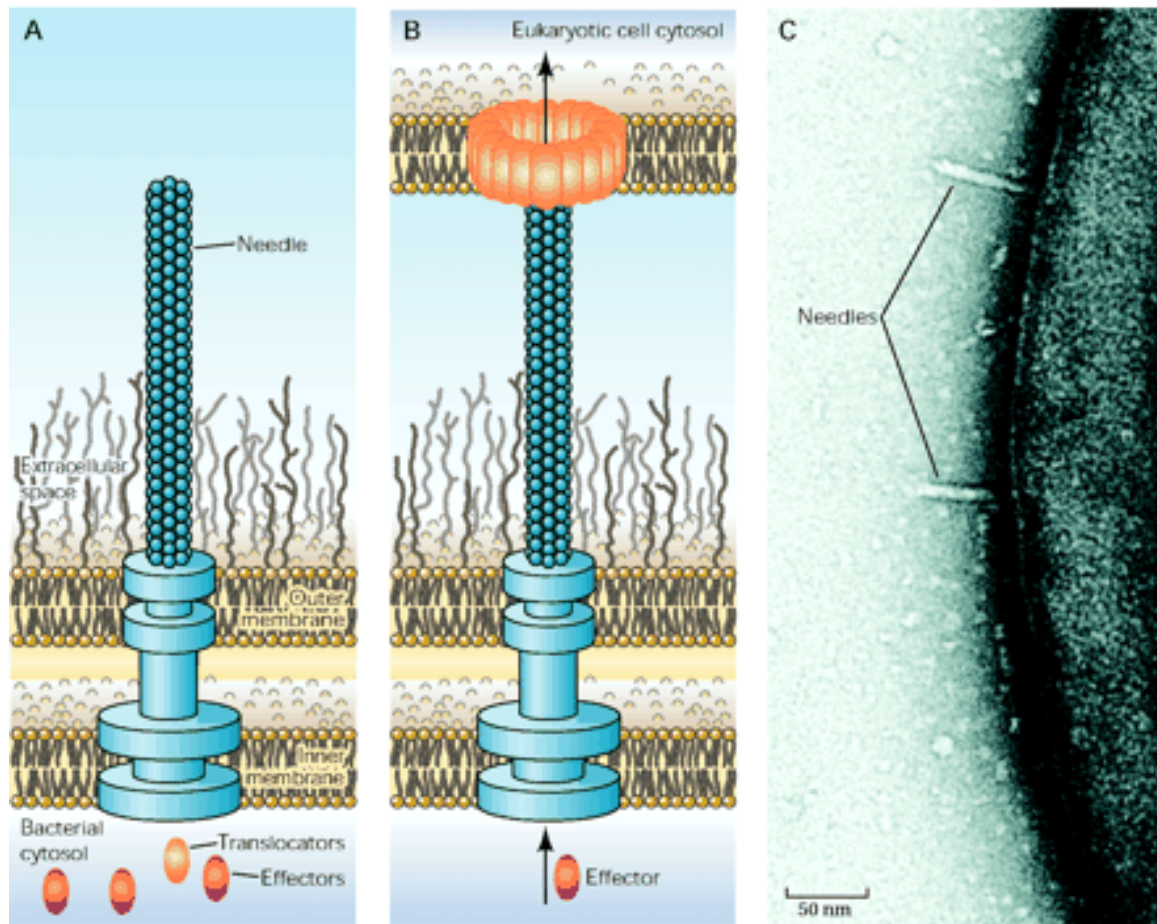 A
Needle
Extracellular
space
Outer
membrane
Inner
membrane
Bacterial
cytosol
Translocators
Effectors
B
Eukaryotic cell cytosol
Effector
C
Needles
50 nm